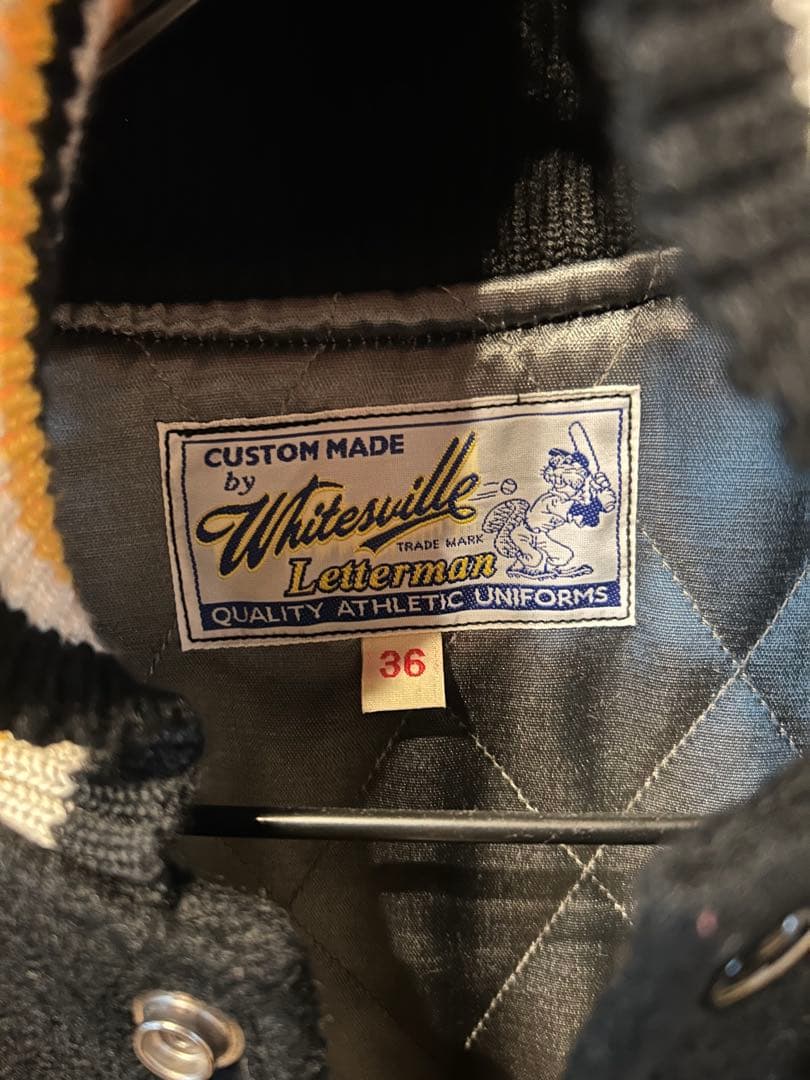 CUSTOM MADE
by
Whitesville
TRADE MARK
Letterman
QUALITY ATHLETIC UNIFORMS
36